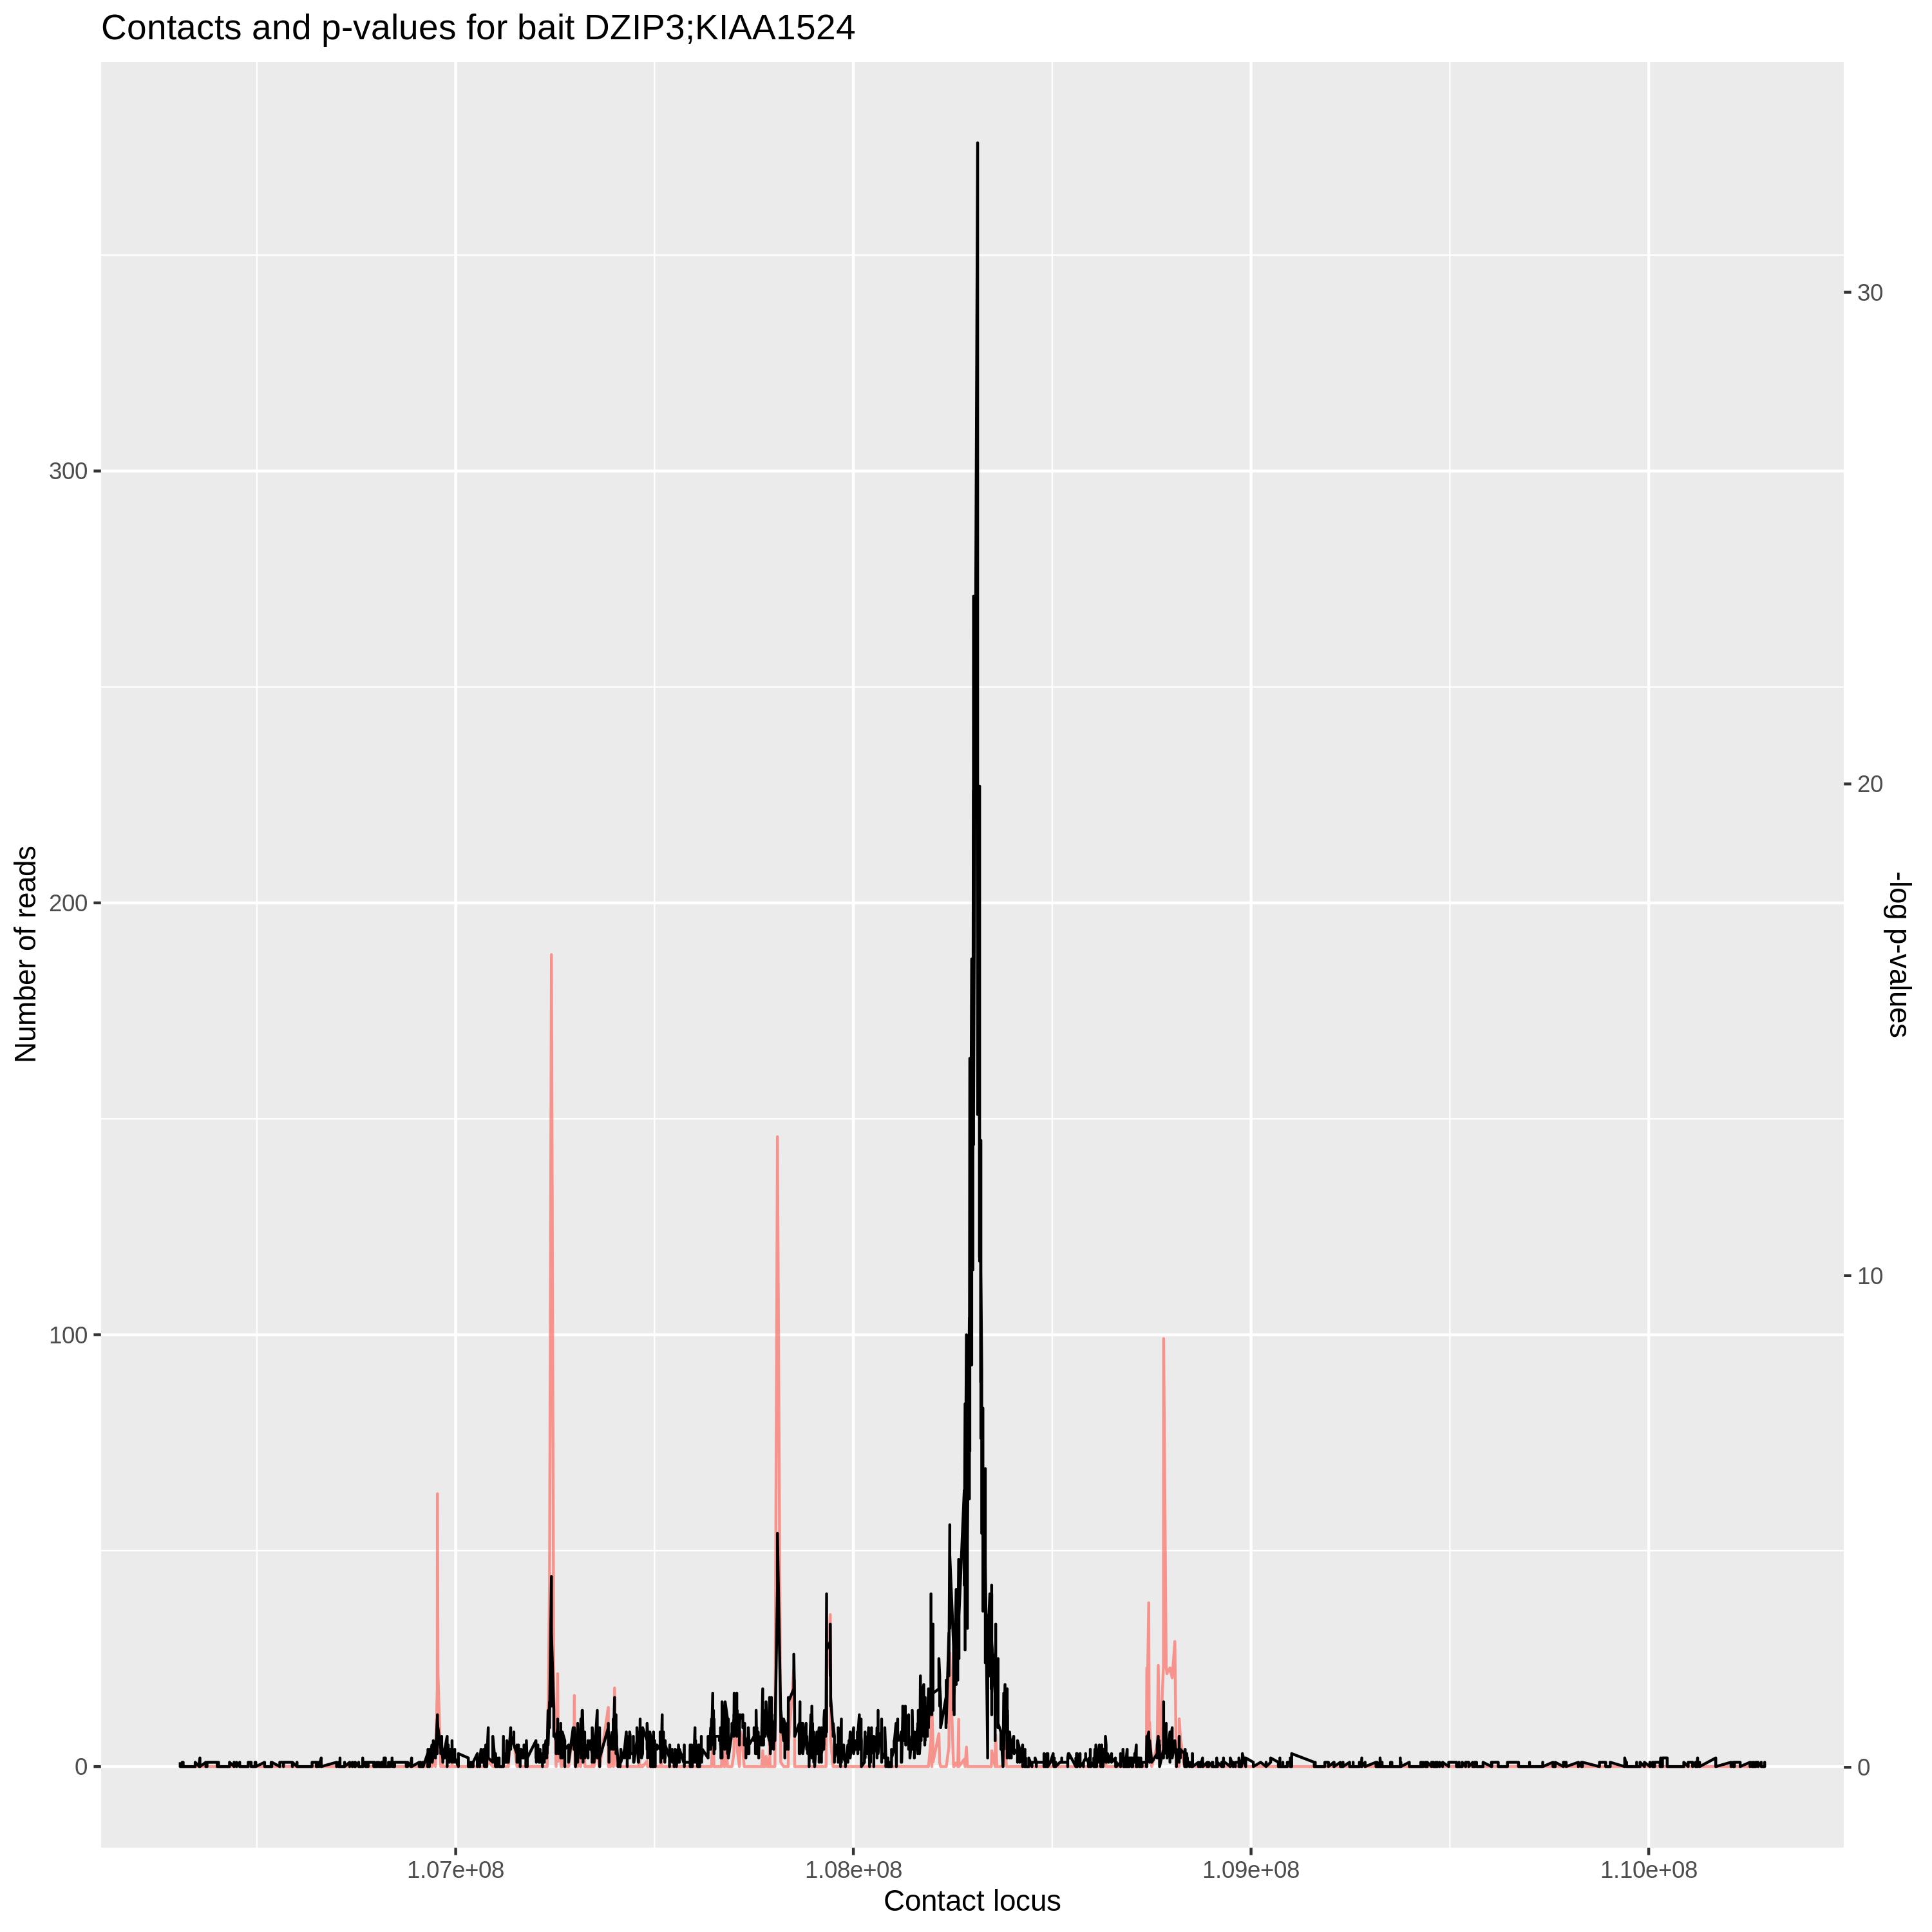 Contacts and p-values for bait DZIP3;KIAA1524
Number of reads
300
200
100
0
30
20
10
0
-log p-values
1.07e+08
1.08e+08
1.09e+08
1.10e+08
Contact locus